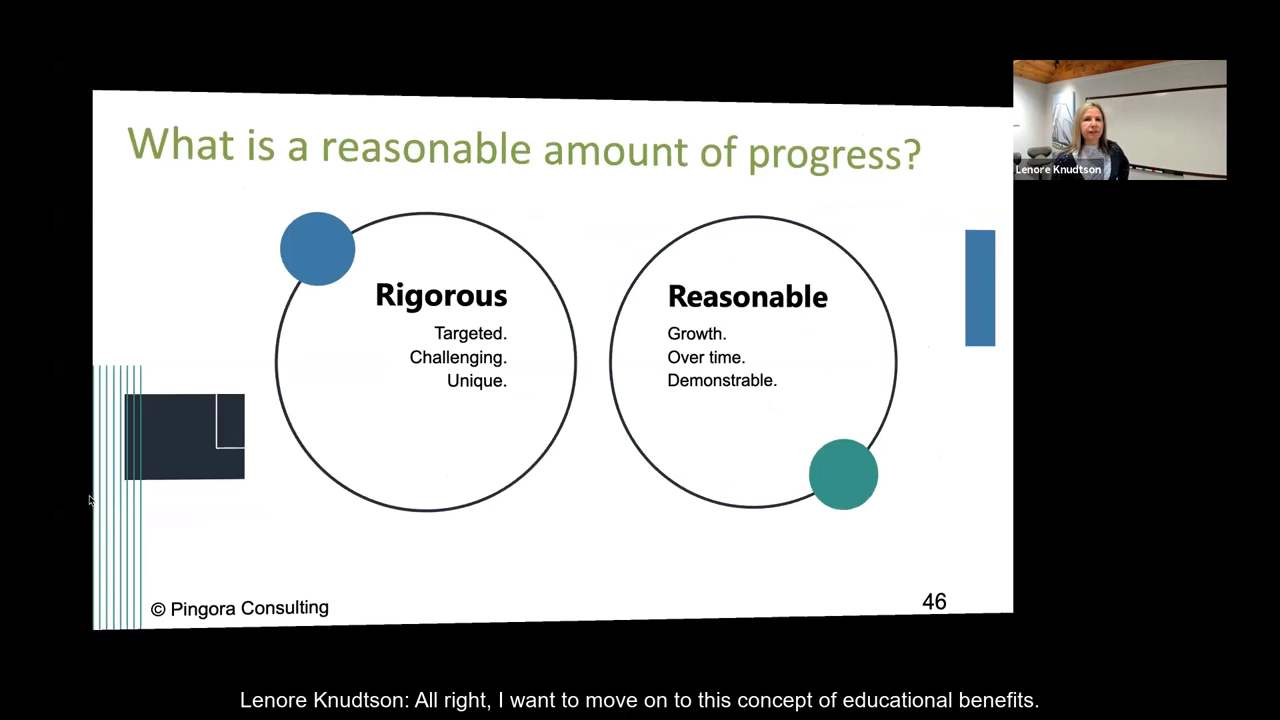 What is a reasonable amount of progress?
Rigorous
Targeted.
Challenging.
Unique.
Reasonable
Growth.
Over time.
Demonstrable.
© Pingora Consulting
46
Lenore Knudtson
Lenore Knudtson: All right, I want to move on to this concept of educational benefits.